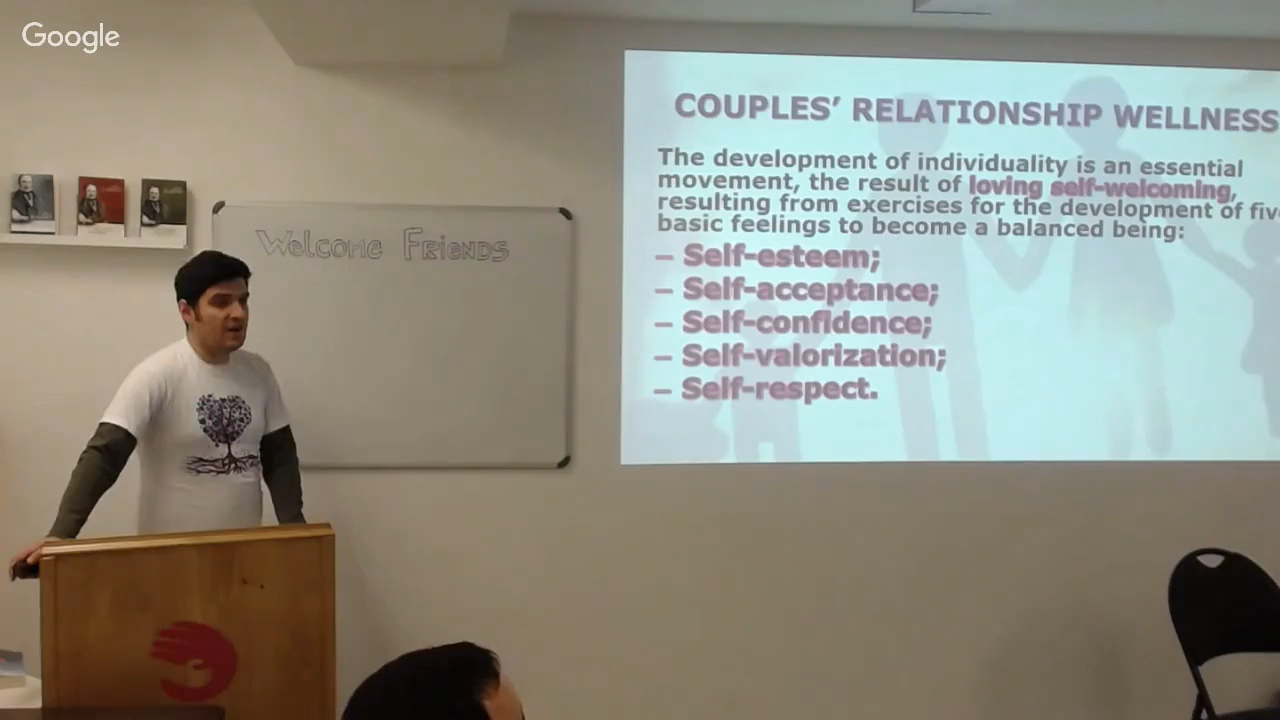 Google
Welcome Friends
COUPLES’ RELATIONSHIP WELLNESS
The development of individuality is an essential
movement, the result of loving self-welcoming,
resulting from exercises for the development of
basic feelings to become a balanced being:
– Self-esteem;
– Self-acceptance;
– Self-confidence;
– Self-valorization;
– Self-respect.